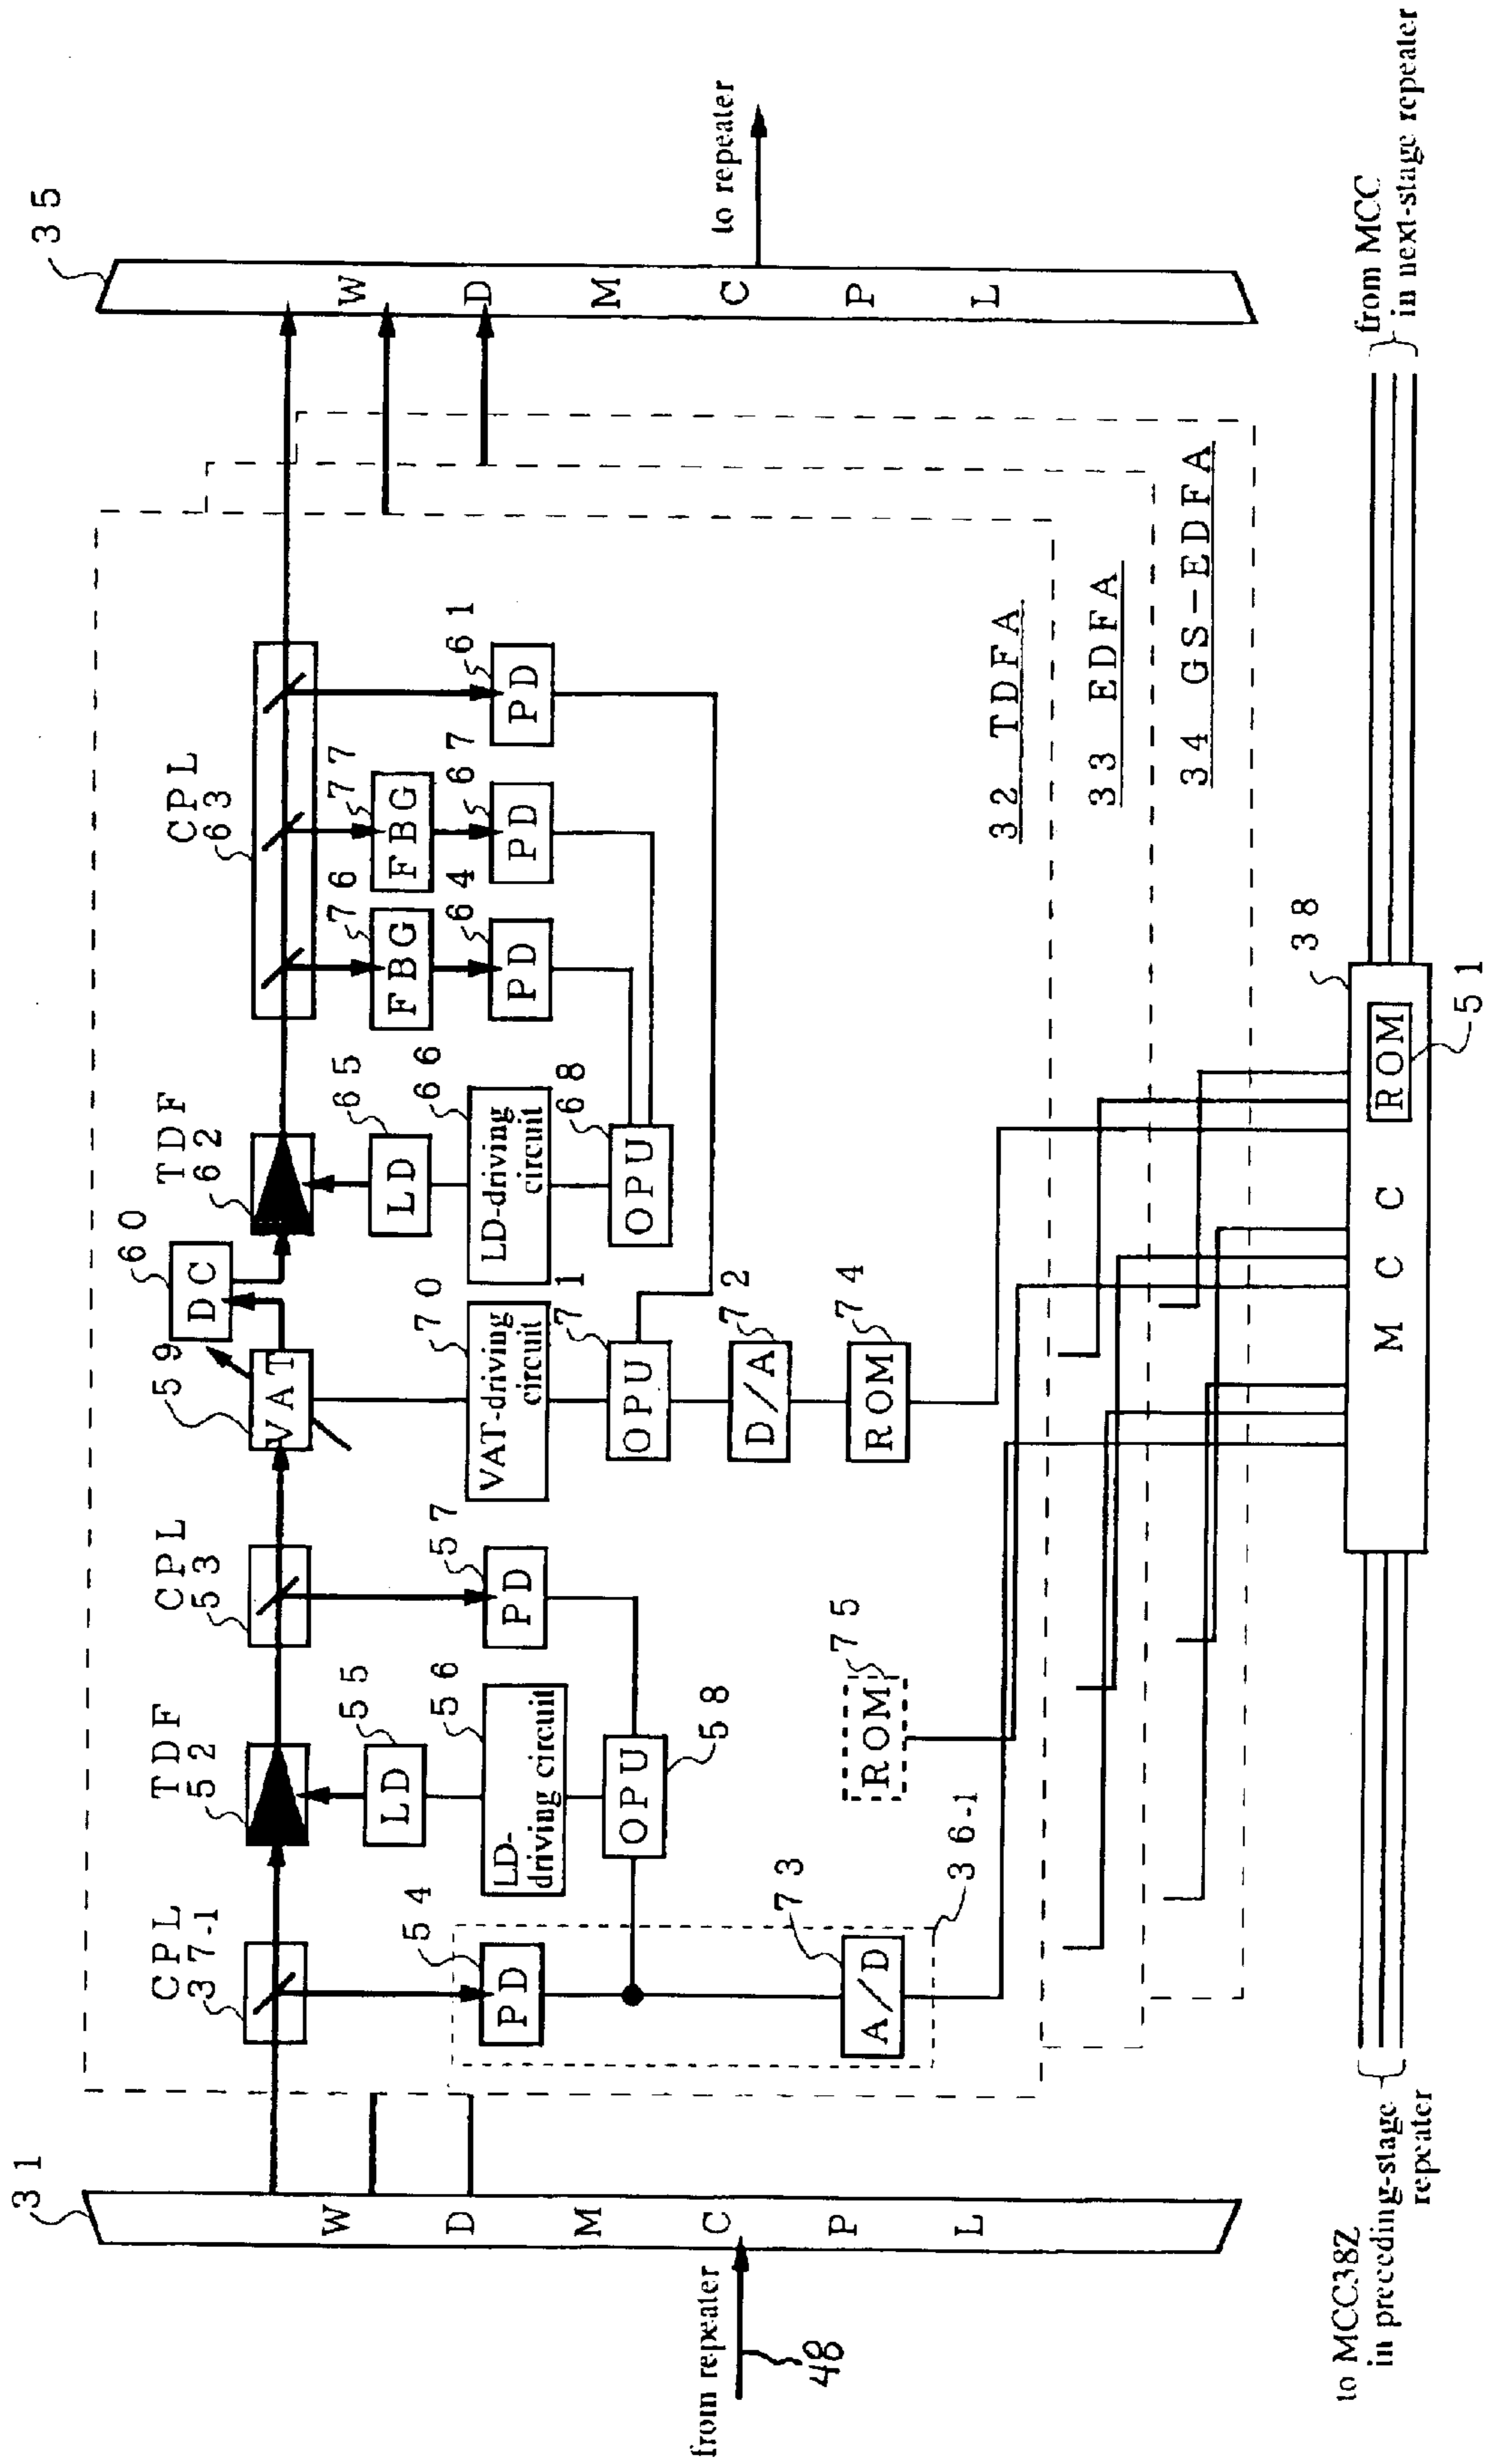 31
35
W D M C P L
W D M C P L
from repeater
48
to repeater
CPL
37-1
TDF
52
CPL
53
VAT
59
DC
60
TDF
62
CPL
63
PD
54
LD
55
LD-
driving circuit
56
PD
57
OPU
58
VAT-driving
circuit
70
OPU
71
D/A
72
ROM
74
LD
65
LD-driving
circuit
66
OPU
68
FBG
76
FBG
77
PD
64
PD
67
PD
61
A/D
73
36-1
ROM
75
32 TDFA
33 EDFA
34 GS-EDFA
MCC
ROM
38
51
to MCC38Z
in preceding-stage
repeater
from MCC
in next-stage repeater